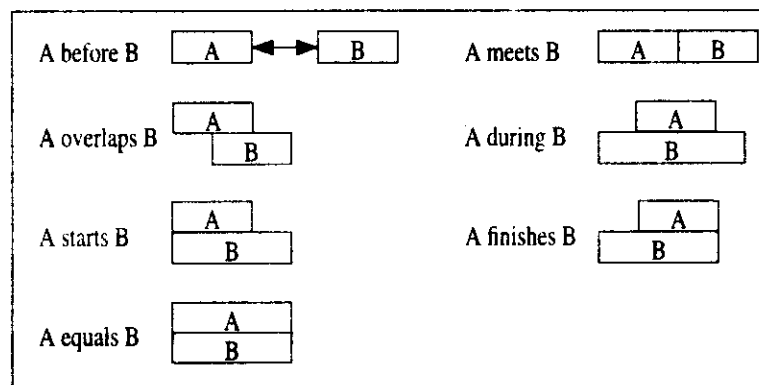 A before B A B A meets B A B
A overlaps B A B A during B A B
A starts B A B A finishes B A B
A equals B A B